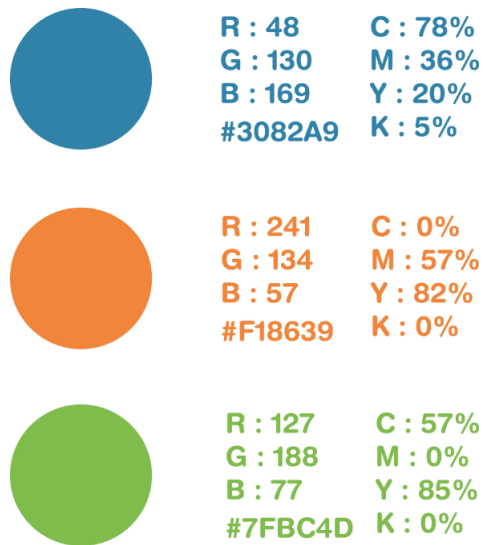 R : 48 C : 78%
G : 130 M : 36%
B : 169 Y : 20%
#3082A9 K : 5%
R : 241 C : 0%
G : 134 M : 57%
B : 57 Y : 82%
#F18639 K : 0%
R : 127 C : 57%
G : 188 M : 0%
B : 77 Y : 85%
#7FBC4D K : 0%